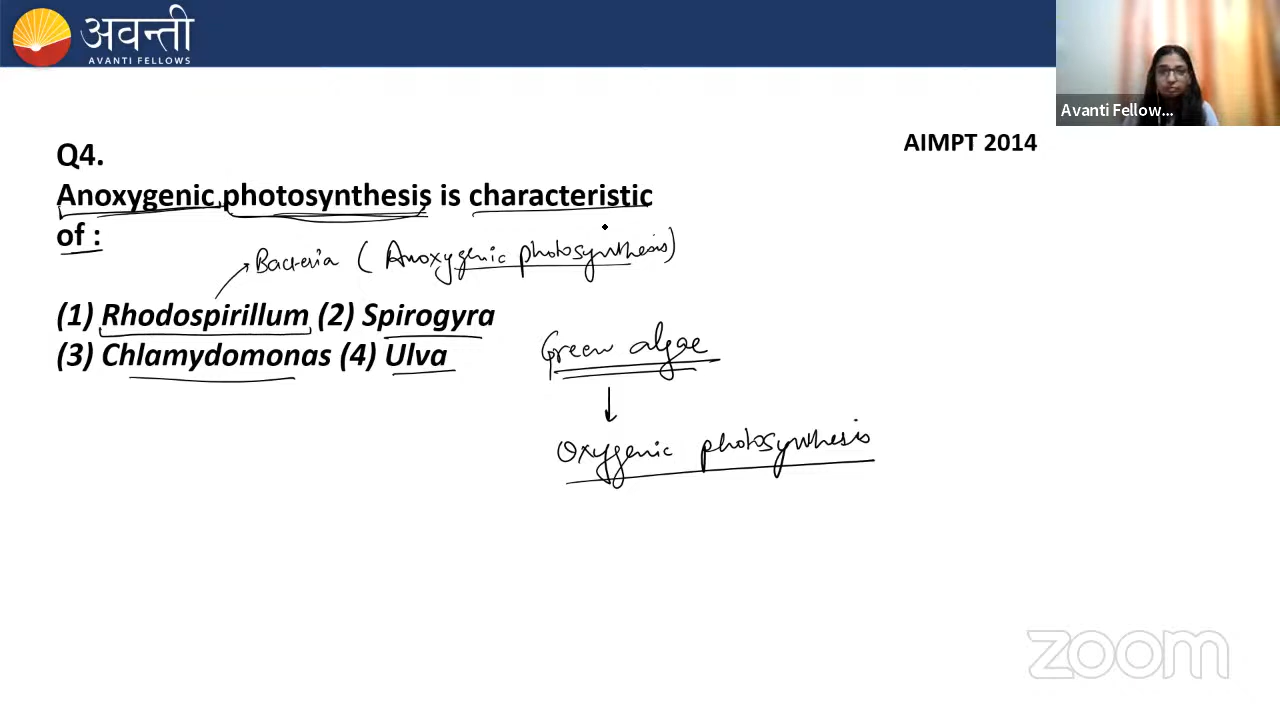 अवन्ती
AVANTI FELLOWS
Avanti Fellow...
AIMPT 2014
Q4.
Anoxygenic photosynthesis is characteristic
of :
Bacteria ( Anoxygenic photosynthesis)
(1) Rhodospirillum (2) Spirogyra
(3) Chlamydomonas (4) Ulva
Green algae
Oxygenic photosynthesis
zoom